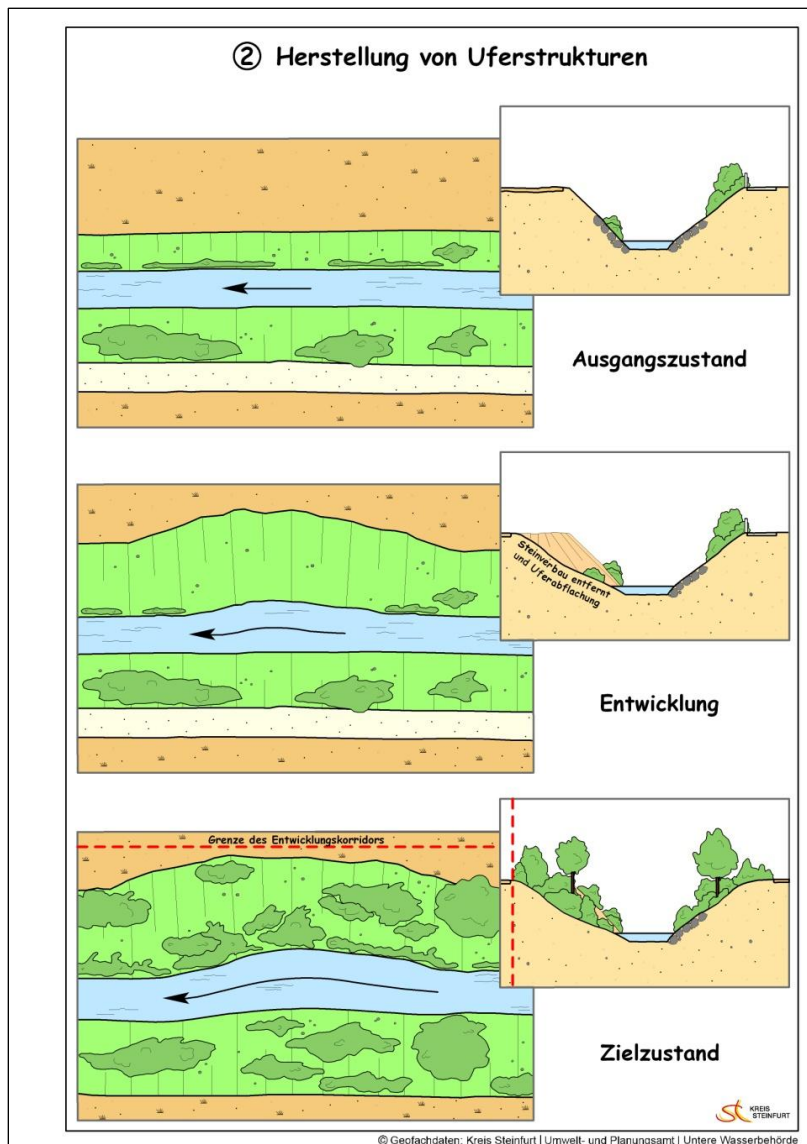 ② Herstellung von Uferstrukturen
Ausgangszustand
Steinverbau entfernt
und Uferabflachung
Entwicklung
Grenze des Entwicklungskorridors
Zielzustand
KREIS
STEINFURT
© Geofachdaten: Kreis Steinfurt | Umwelt- und Planungsamt | Untere Wasserbehörde